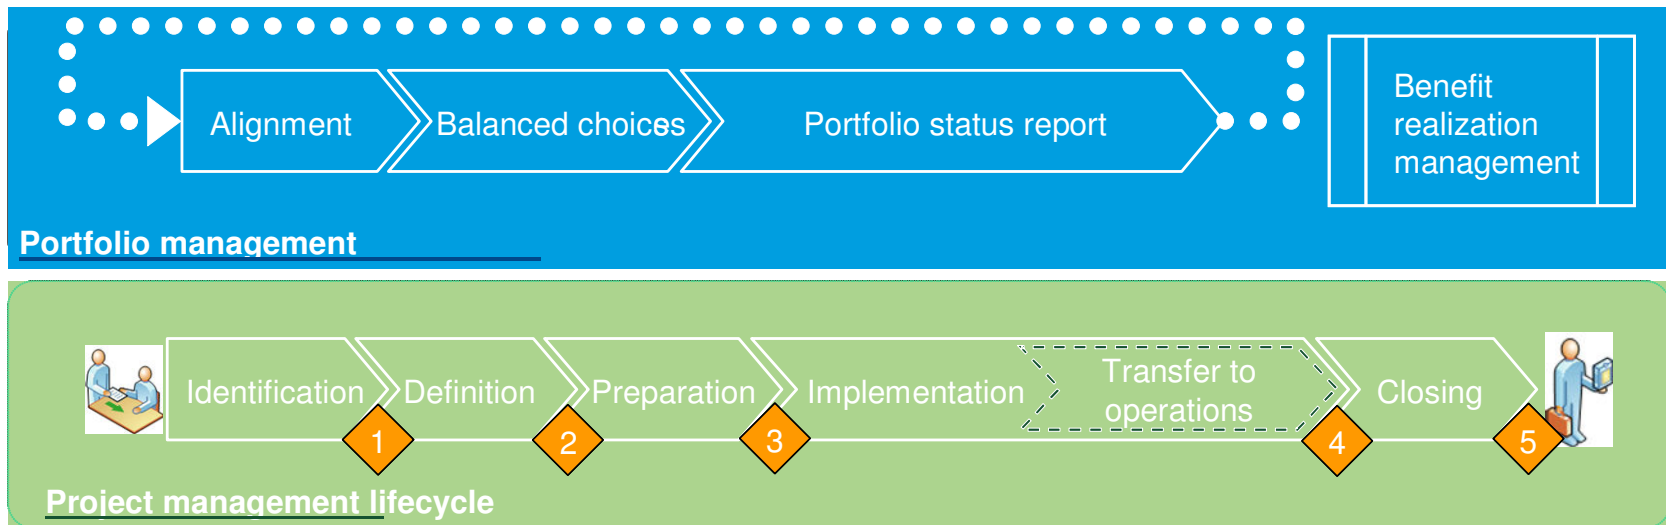 Alignment
Balanced choices
Portfolio status report
Benefit
realization
management
Portfolio management
Identification
Definition
Preparation
Implementation
Transfer to
operations
Closing
1
2
3
4
5
Project management lifecycle